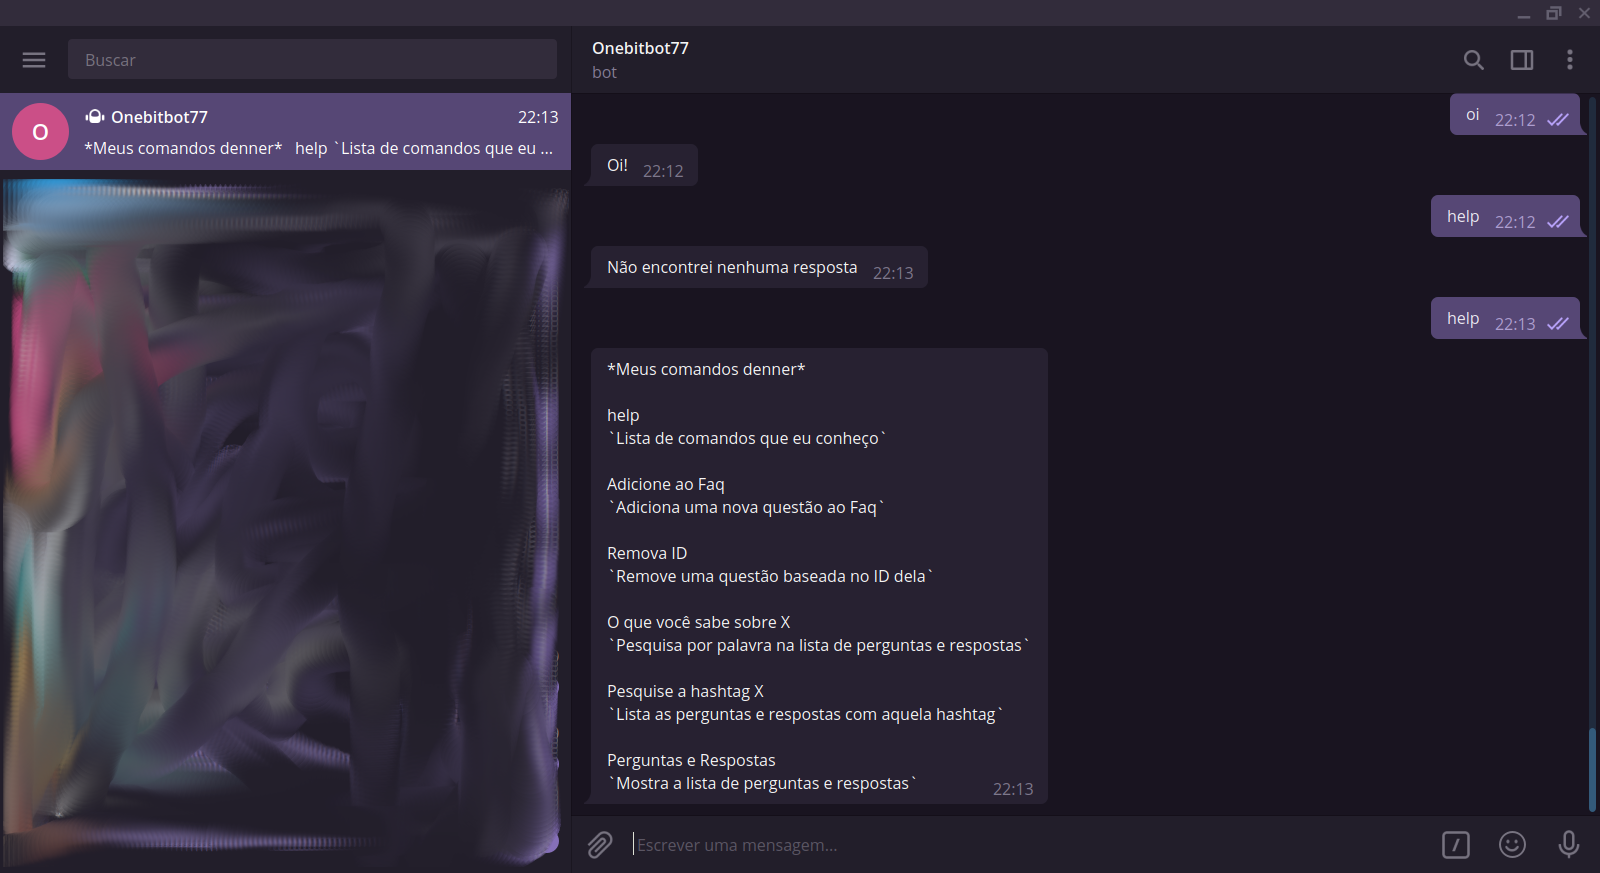 Buscar
Onebitbot77 22:13
*Meus comandos denner* help `Lista de comandos que eu ...
Onebitbot77
bot
oi 22:12
Oi! 22:12
help 22:12
Não encontrei nenhuma resposta 22:13
help 22:13
*Meus comandos denner*
help
`Lista de comandos que eu conheço`
Adicione ao Faq
`Adiciona uma nova questão ao Faq`
Remova ID
`Remove uma questão baseada no ID dela`
O que você sabe sobre X
`Pesquisa por palavra na lista de perguntas e respostas`
Pesquise a hashtag X
`Lista as perguntas e respostas com aquela hashtag`
Perguntas e Respostas
`Mostra a lista de perguntas e respostas` 22:13
Escrever uma mensagem...